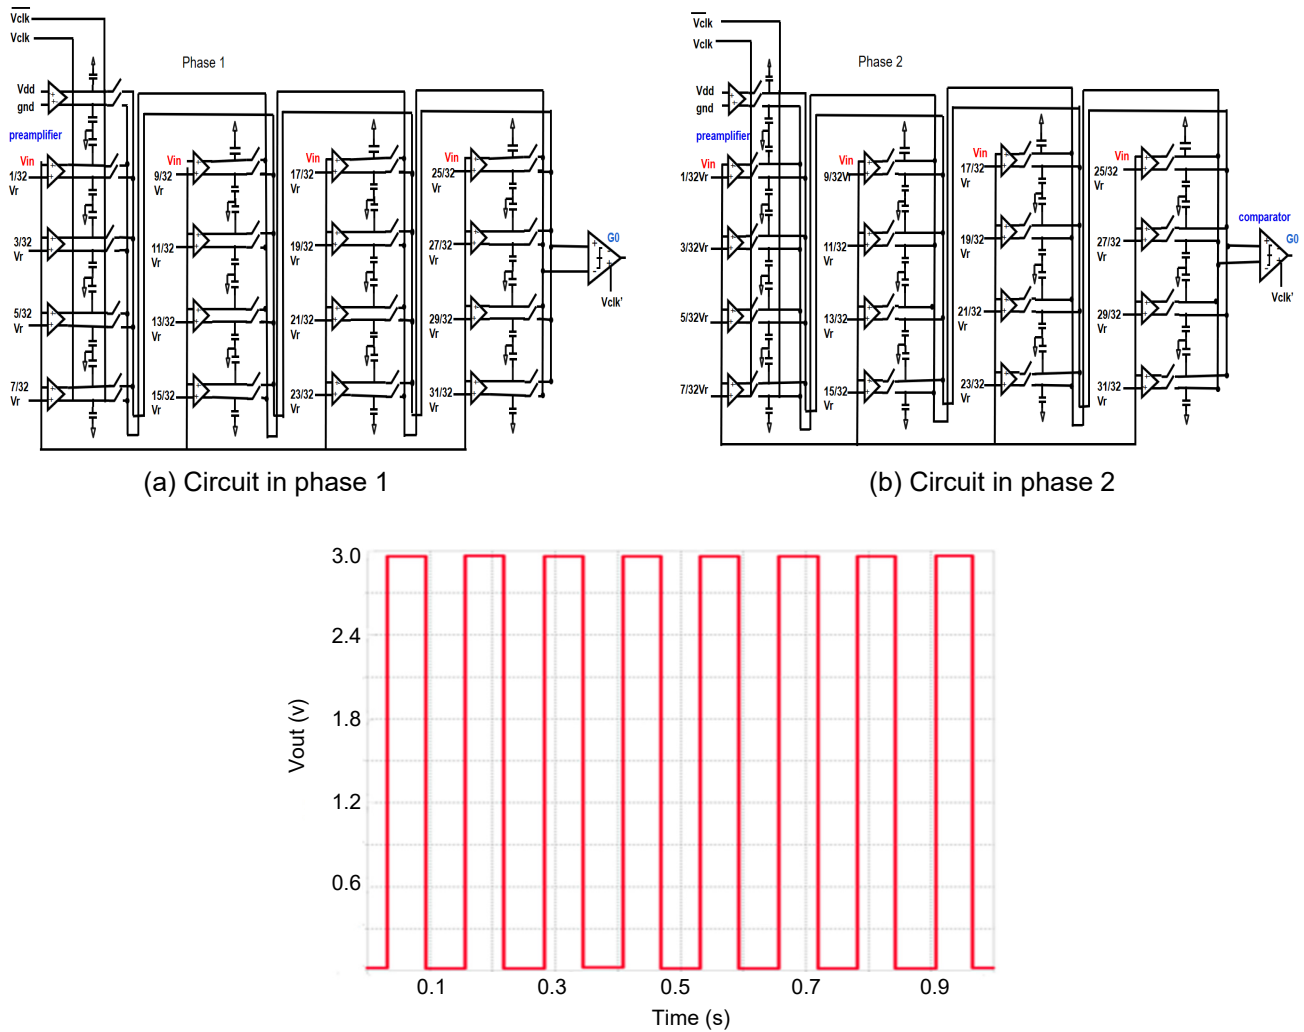 Vclk
Vclk
Phase 1
Vdd
gnd
preamplifier
Vin
1/32
Vr
3/32
Vr
5/32
Vr
7/32
Vr
Vin
9/32
Vr
11/32
Vr
13/32
Vr
15/32
Vr
Vin
17/32
Vr
19/32
Vr
21/32
Vr
23/32
Vr
Vin
25/32
Vr
27/32
Vr
29/32
Vr
31/32
Vr
G0
Vclk'
(a) Circuit in phase 1
Vclk
Vclk
Phase 2
Vdd
gnd
preamplifier
Vin
1/32Vr
3/32Vr
5/32Vr
7/32Vr
Vin
9/32Vr
11/32
Vr
13/32
Vr
15/32
Vr
Vin
17/32
Vr
19/32
Vr
21/32
Vr
23/32
Vr
Vin
25/32
Vr
27/32
Vr
29/32
Vr
31/32
Vr
comparator
G0
Vclk'
(b) Circuit in phase 2
3.0
2.4
1.8
1.2
0.6
Vout (v)
0.1 0.3 0.5 0.7 0.9
Time (s)